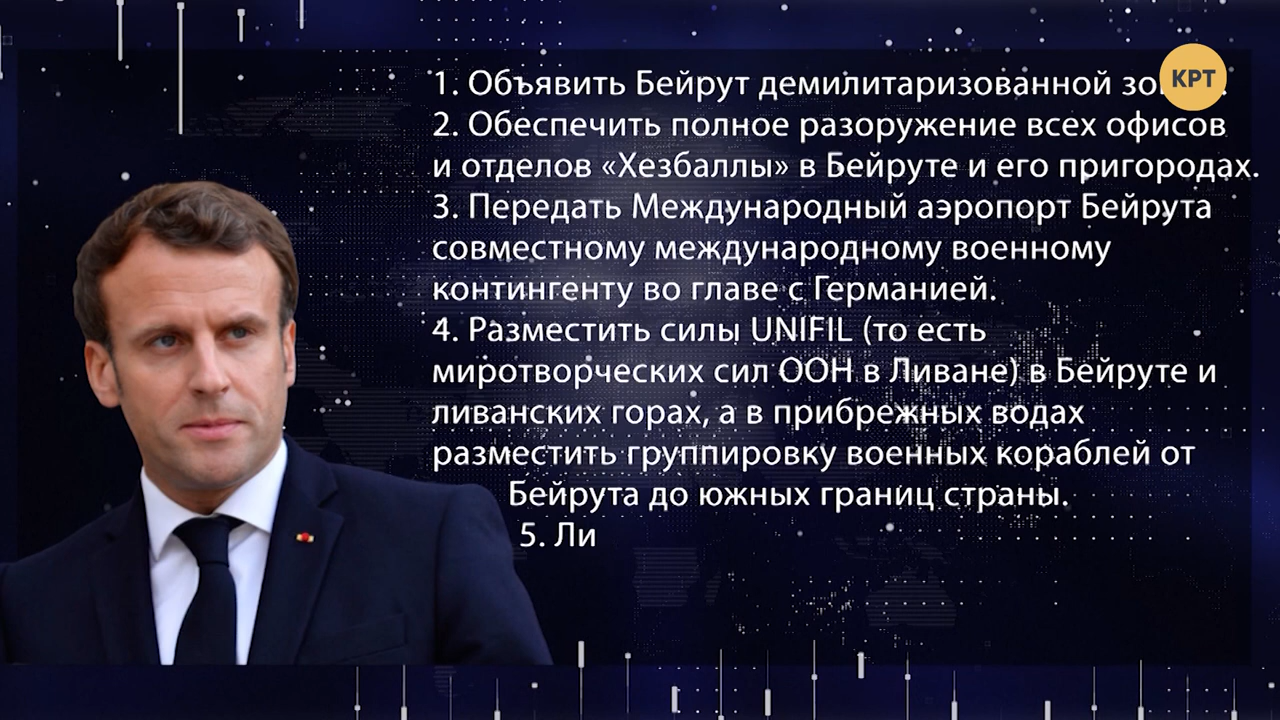 1. Объявить Бейрут демилитаризованной
КРТ
2. Обеспечить полное разоружение всех офисов
и отделов «Хезбаллы» в Бейруте и его пригородах.
3. Передать Международный аэропорт Бейрута
совместному международному военному
контингенту во главе с Германией.
4. Разместить силы UNIFIL (то есть
миротворческих сил ООН в Ливане) в Бейруте и
ливанских горах, а в прибрежных водах
разместить группировку военных кораблей от
Бейрута до южных границ страны.
5. Ли